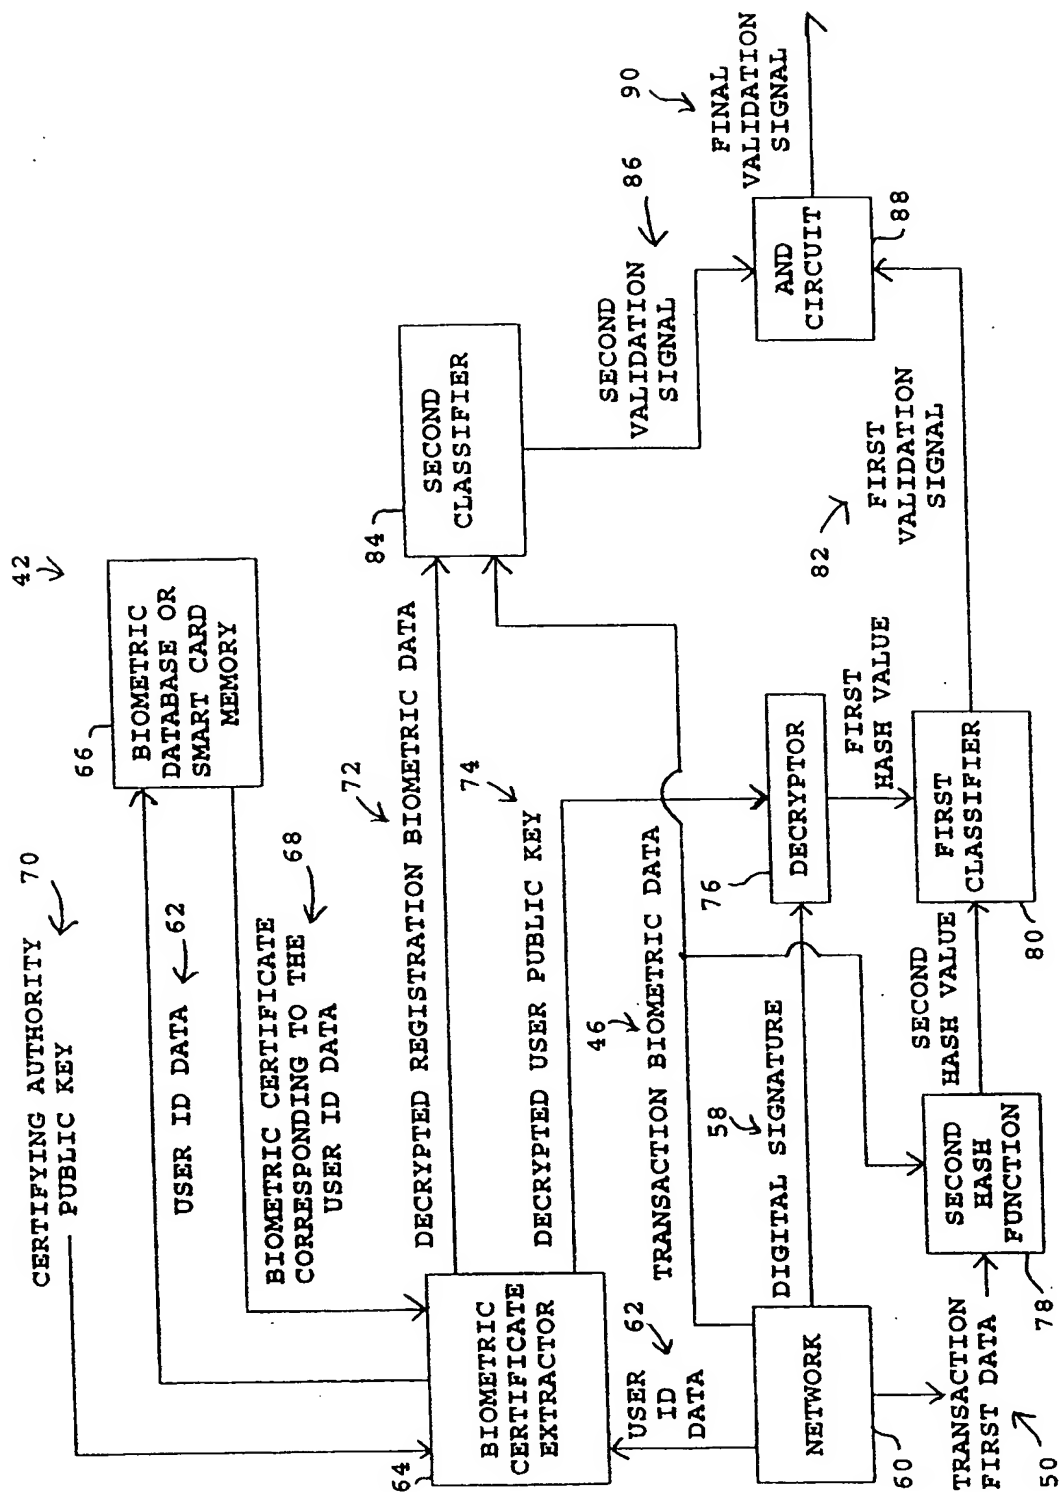 42
CERTIFYING AUTHORITY
PUBLIC KEY
70
66
BIOMETRIC
DATABASE OR
SMART CARD
MEMORY
USER ID DATA
62
BIOMETRIC CERTIFICATE
CORRESPONDING TO THE
USER ID DATA
68
64
BIOMETRIC
CERTIFICATE
EXTRACTOR
72
DECRYPTED REGISTRATION BIOMETRIC DATA
84
SECOND
CLASSIFIER
74
DECRYPTED USER PUBLIC KEY
USER
ID
DATA
62
46
TRANSACTION BIOMETRIC DATA
SECOND
VALIDATION
SIGNAL
86
90
FINAL
VALIDATION
SIGNAL
NETWORK
60
58
DIGITAL SIGNATURE
76
DECRYPTOR
AND
CIRCUIT
88
FIRST
HASH VALUE
82
FIRST
VALIDATION
SIGNAL
TRANSACTION
FIRST DATA
50
SECOND
HASH
FUNCTION
78
SECOND
HASH VALUE
FIRST
CLASSIFIER
80